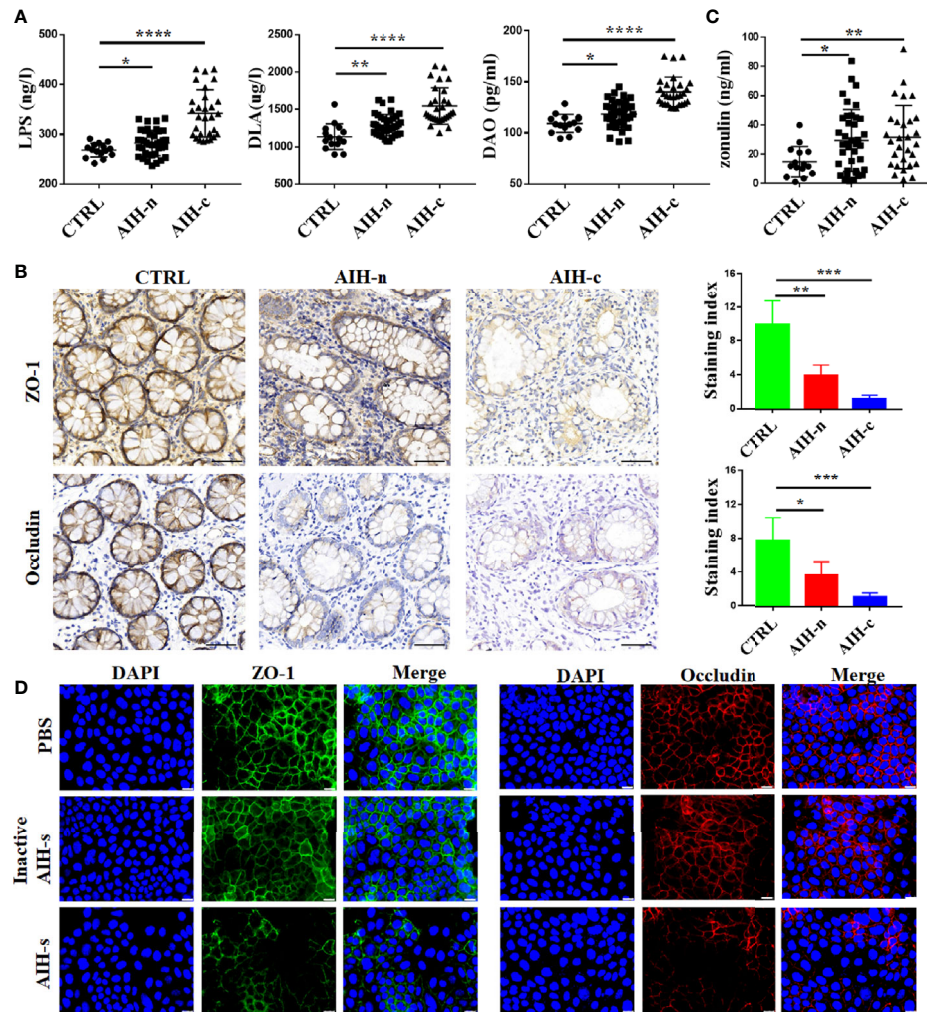 A
C
LPS (ng/l)
400
300
200
****
*
CTRL
AIH-n
AIH-c
DLA(ug/l)
2500
2000
1500
1000
500
****
**
CTRL
AIH-n
AIH-c
DAO (pg/ml)
200
150
100
50
****
*
CTRL
AIH-n
AIH-c
zonulin (ng/ml)
100
80
60
40
20
0
**
*
CTRL
AIH-n
AIH-c
B
CTRL
AIH-n
AIH-c
ZO-1
Occludin
Staining index
16
12
8
4
0
***
**
CTRL
AIH-n
AIH-c
Staining index
16
12
8
4
0
***
*
CTRL
AIH-n
AIH-c
D
DAPI
ZO-1
Merge
DAPI
Occludin
Merge
PBS
Inactive
AIH-s
AIH-s